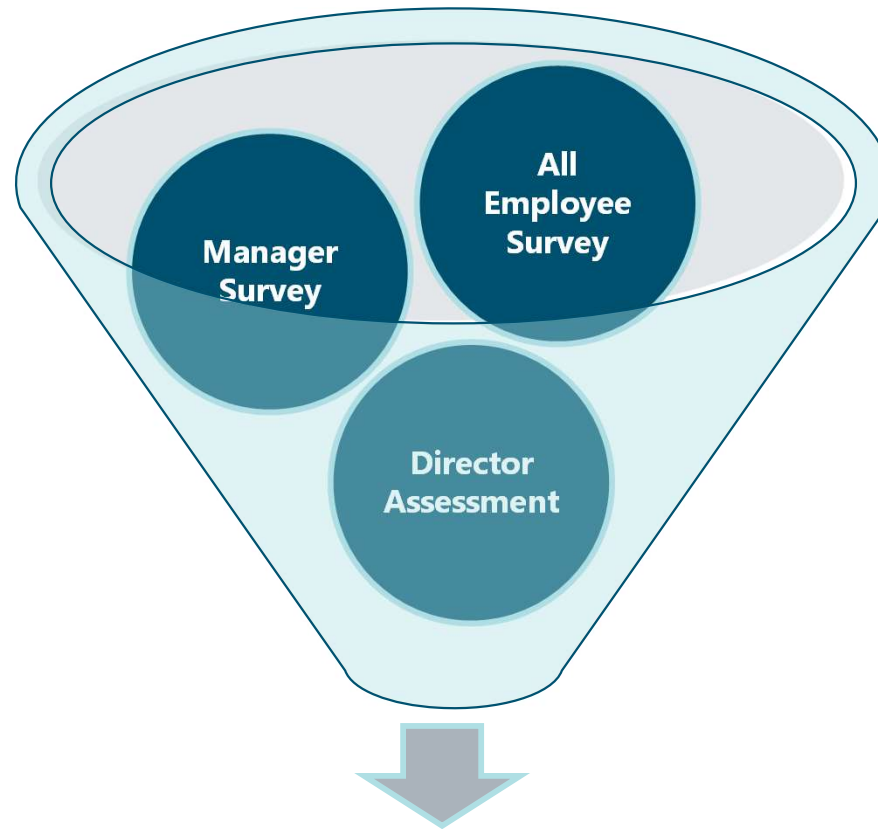 All
Employee
Survey
Manager
Survey
Director
Assessment